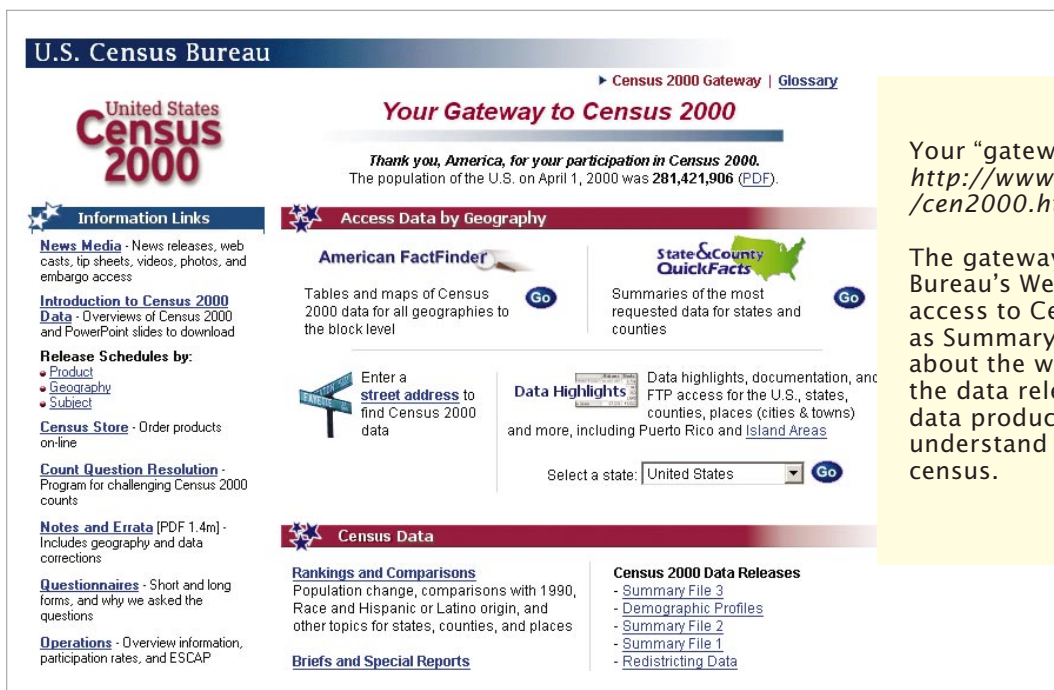 U.S. Census Bureau
Census 2000 Gateway | Glossary
United States
Census
2000
Your Gateway to Census 2000
Thank you, America, for your participation in Census 2000.
The population of the U.S. on April 1, 2000 was 281,421,906 (PDF).
Information Links
News Media - News releases, web
casts, tip sheets, videos, photos, and
embargo access
Introduction to Census 2000
Data - Overviews of Census 2000
and PowerPoint slides to download
Release Schedules by:
Product
Geography
Subject
Census Store - Order products
on-line
Count Question Resolution -
Program for challenging Census 2000
counts
Notes and Errata [PDF 1.4m] -
Includes geography and data
corrections
Questionnaires - Short and long
forms, and why we asked the
questions
Operations - Overview information,
participation rates, and ESCAP
Access Data by Geography
American FactFinder
Tables and maps of Census
2000 data for all geographies to
the block level
Go
State & County
QuickFacts
Summaries of the most
requested data for states and
counties
Go
Enter a
street address to
find Census 2000
data
Data Highlights
Data highlights, documentation, and
FTP access for the U.S., states,
counties, places (cities & towns)
and more, including Puerto Rico and Island Areas
Select a state: United States Go
Census Data
Rankings and Comparisons
Population change, comparisons with 1990,
Race and Hispanic or Latino origin, and
other topics for states, counties, and places
Briefs and Special Reports
Census 2000 Data Releases
- Summary File 3
- Demographic Profiles
- Summary File 2
- Summary File 1
- Redistricting Data
Your “gatew
http://www
/cen2000.ht
The gateway
Bureau’s We
access to Ce
as Summary
about the w
the data rele
data produc
understand
census.